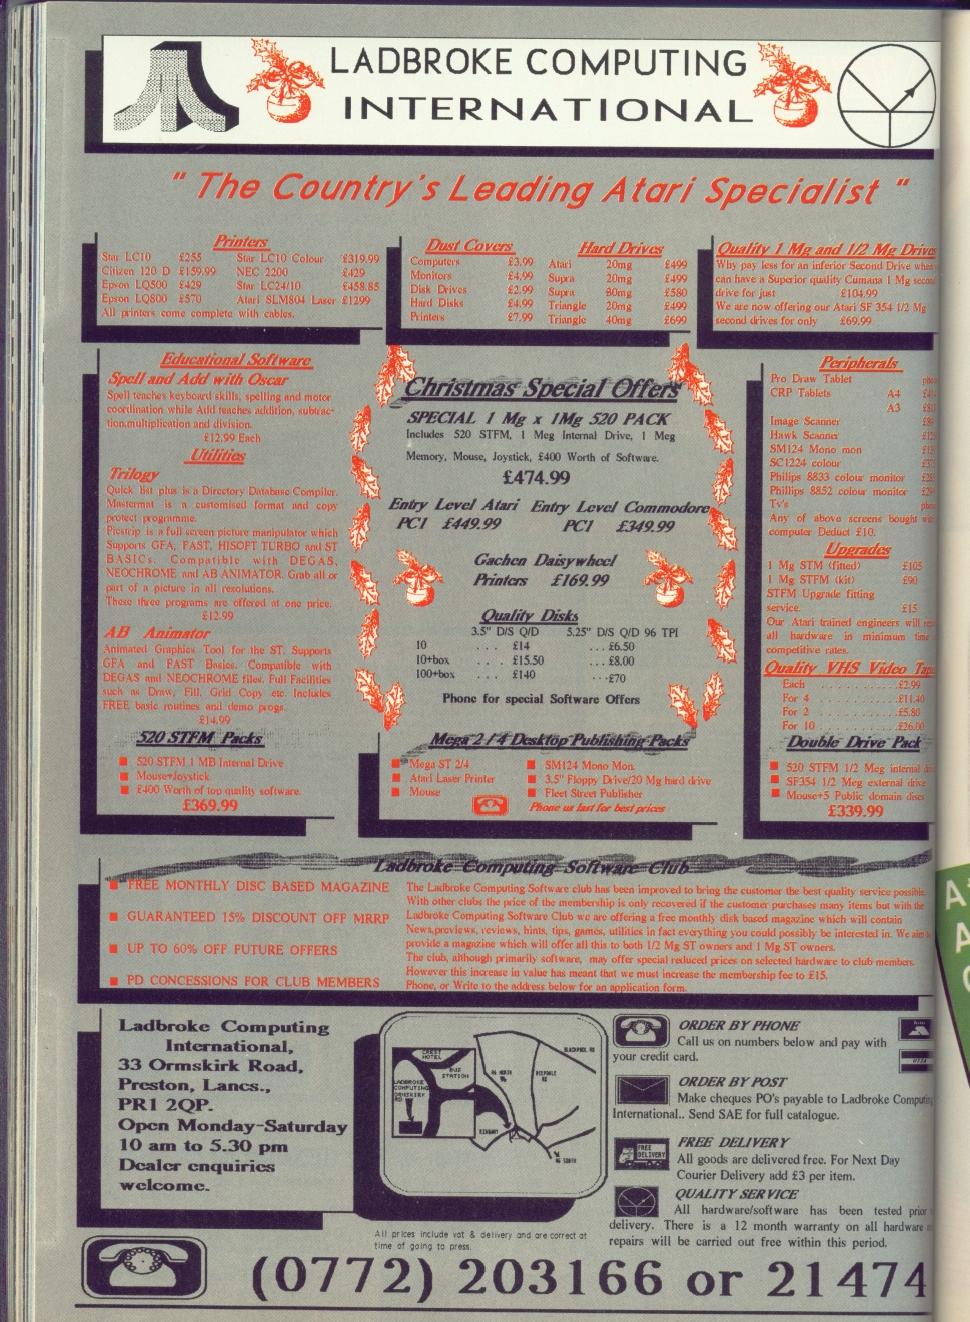 LADBROKE COMPUTING
INTERNATIONAL
" The Country's Leading Atari Specialist "
Printers
Star LC10 £255 Star LC10 Colour £319.99
Citizen 120 D £159.99 NEC 2200 £429
Epson LQ500 £429 Star LC24/10 £458.85
Epson LQ800 £570 Atari SLM804 Laser £1299
All printers come complete with cables.
Dust Covers
Computers £3.99
Monitors £4.99
Disk Drives £2.99
Hard Disks £4.99
Printers £7.99
Hard Drives
Atari 20mg £499
Supra 20mg £499
Supra 60mg £580
Triangle 20mg £499
Triangle 40mg £699
Quality 1 Mg and 1/2 Mg Drives
Why pay less for an inferior Second Drive when
can have a Superior quality Cumana 1 Mg second
drive for just £104.99
We are now offering our Atari SF 354 1/2 Mg
second drives for only £69.99
Educational Software
Spell and Add with Oscar
Spell teaches keyboard skills, spelling and motor
coordination while Add teaches addition, subtrac-
tion,multiplication and division.
£12.99 Each
Utilities
Trilogy
Quick list plus is a Directory Database Compiler.
Mastermat is a customised format and copy
protect programme.
Picstrip is a full screen picture manipulator which
Supports GFA, FAST, HISOFT TURBO and ST
BASICs. Compatible with DEGAS,
NEOCHROME and AB ANIMATOR. Grab all or
part of a picture in all resolutions.
These three programs are offered at one price.
£12.99
AB Animator
Animated Graphics Tool for the ST. Supports
GFA and FAST Basics. Compatible with
DEGAS and NEOCHROME files. Full Facilities
such as Draw, Fill, Grid Copy etc. Includes
FREE basic routines and demo progs.
£14.99
520 STFM Packs
520 STFM 1 MB Internal Drive
Mouse+Joystick
£400 Worth of top quality software.
£369.99
Christmas Special Offers
SPECIAL 1 Mg x 1Mg 520 PACK
Includes 520 STFM, 1 Meg Internal Drive, 1 Meg
Memory, Mouse, Joystick, £400 Worth of Software.
£474.99
Entry Level Atari Entry Level Commodore
PC1 £449.99 PC1 £349.99
Gachen Daisywheel
Printers £169.99
Quality Disks
3.5" D/S Q/D 5.25" D/S Q/D 96 TPI
10 . . . £14 . . . £6.50
10+box . . . £15.50 . . . £8.00
100+box . . . £140 . . . £70
Phone for special Software Offers
Mega 2 / 4 Desktop Publishing Packs
Mega ST 2/4 SM124 Mono Mon.
Atari Laser Printer 3.5" Floppy Drive/20 Mg hard drive
Mouse Fleet Street Publisher
Phone us last for best prices
Peripherals
Pro Draw Tablet
CRP Tablets A4
A3
Image Scanner
Hawk Scanner
SM124 Mono mon
SC1224 colour
Philips 8833 colour monitor
Phillips 8852 colour monitor
Tv's
Any of above screens bought with
computer Deduct £10.
Upgrades
1 Mg STM (fitted) £105
1 Mg STFM (kit) £90
STFM Upgrade fitting
service. £15
Our Atari trained engineers will
all hardware in minimum time
competitive rates.
Quality VHS Video Tapes
Each . . . . . . . . . . £2.99
For 4 . . . . . . . . . . £11.40
For 2 . . . . . . . . . . £5.80
For 10 . . . . . . . . . £26.00
Double Drive Pack
520 STFM 1/2 Meg internal
SF354 1/2 Meg external drive
Mouse+5 Public domain discs
£339.99
Ladbroke Computing Software Club
FREE MONTHLY DISC BASED MAGAZINE
GUARANTEED 15% DISCOUNT OFF MRRP
UP TO 60% OFF FUTURE OFFERS
PD CONCESSIONS FOR CLUB MEMBERS
The Ladbroke Computing Software club has been improved to bring the customer the best quality service possible.
With other clubs the price of the membership is only recovered if the customer purchases many items but with the
Ladbroke Computing Software Club we are offering a free monthly disk based magazine which will contain
News,previews, reviews, hints, tips, games, utilities in fact everything you could possibly be interested in. We aim to
provide a magazine which will offer all this to both 1/2 Mg ST owners and 1 Mg ST owners.
The club, although primarily software, may offer special reduced prices on selected hardware to club members.
However this increase in value has meant that we must increase the membership fee to £15.
Phone, or Write to the address below for an application form.
Ladbroke Computing
International,
33 Ormskirk Road,
Preston, Lancs.,
PR1 2QP.
Open Monday-Saturday
10 am to 5.30 pm
Dealer enquiries
welcome.
CREST
HOTEL
BUS
STATION
LADBROKE
COMPUTING
ORMSKIRK
RD
M6 NORTH
DEEPDALE
RD
BLACKPOOL RD
RINGWAY
M6 SOUTH
ORDER BY PHONE
Call us on numbers below and pay with
your credit card.
ORDER BY POST
Make cheques PO's payable to Ladbroke Computing
International.. Send SAE for full catalogue.
FREE
DELIVERY
FREE DELIVERY
All goods are delivered free. For Next Day
Courier Delivery add £3 per item.
QUALITY SERVICE
All hardware/software has been tested prior
delivery. There is a 12 month warranty on all hardware
repairs will be carried out free within this period.
All prices include vat & delivery and are correct at
time of going to press.
(0772) 203166 or 21474